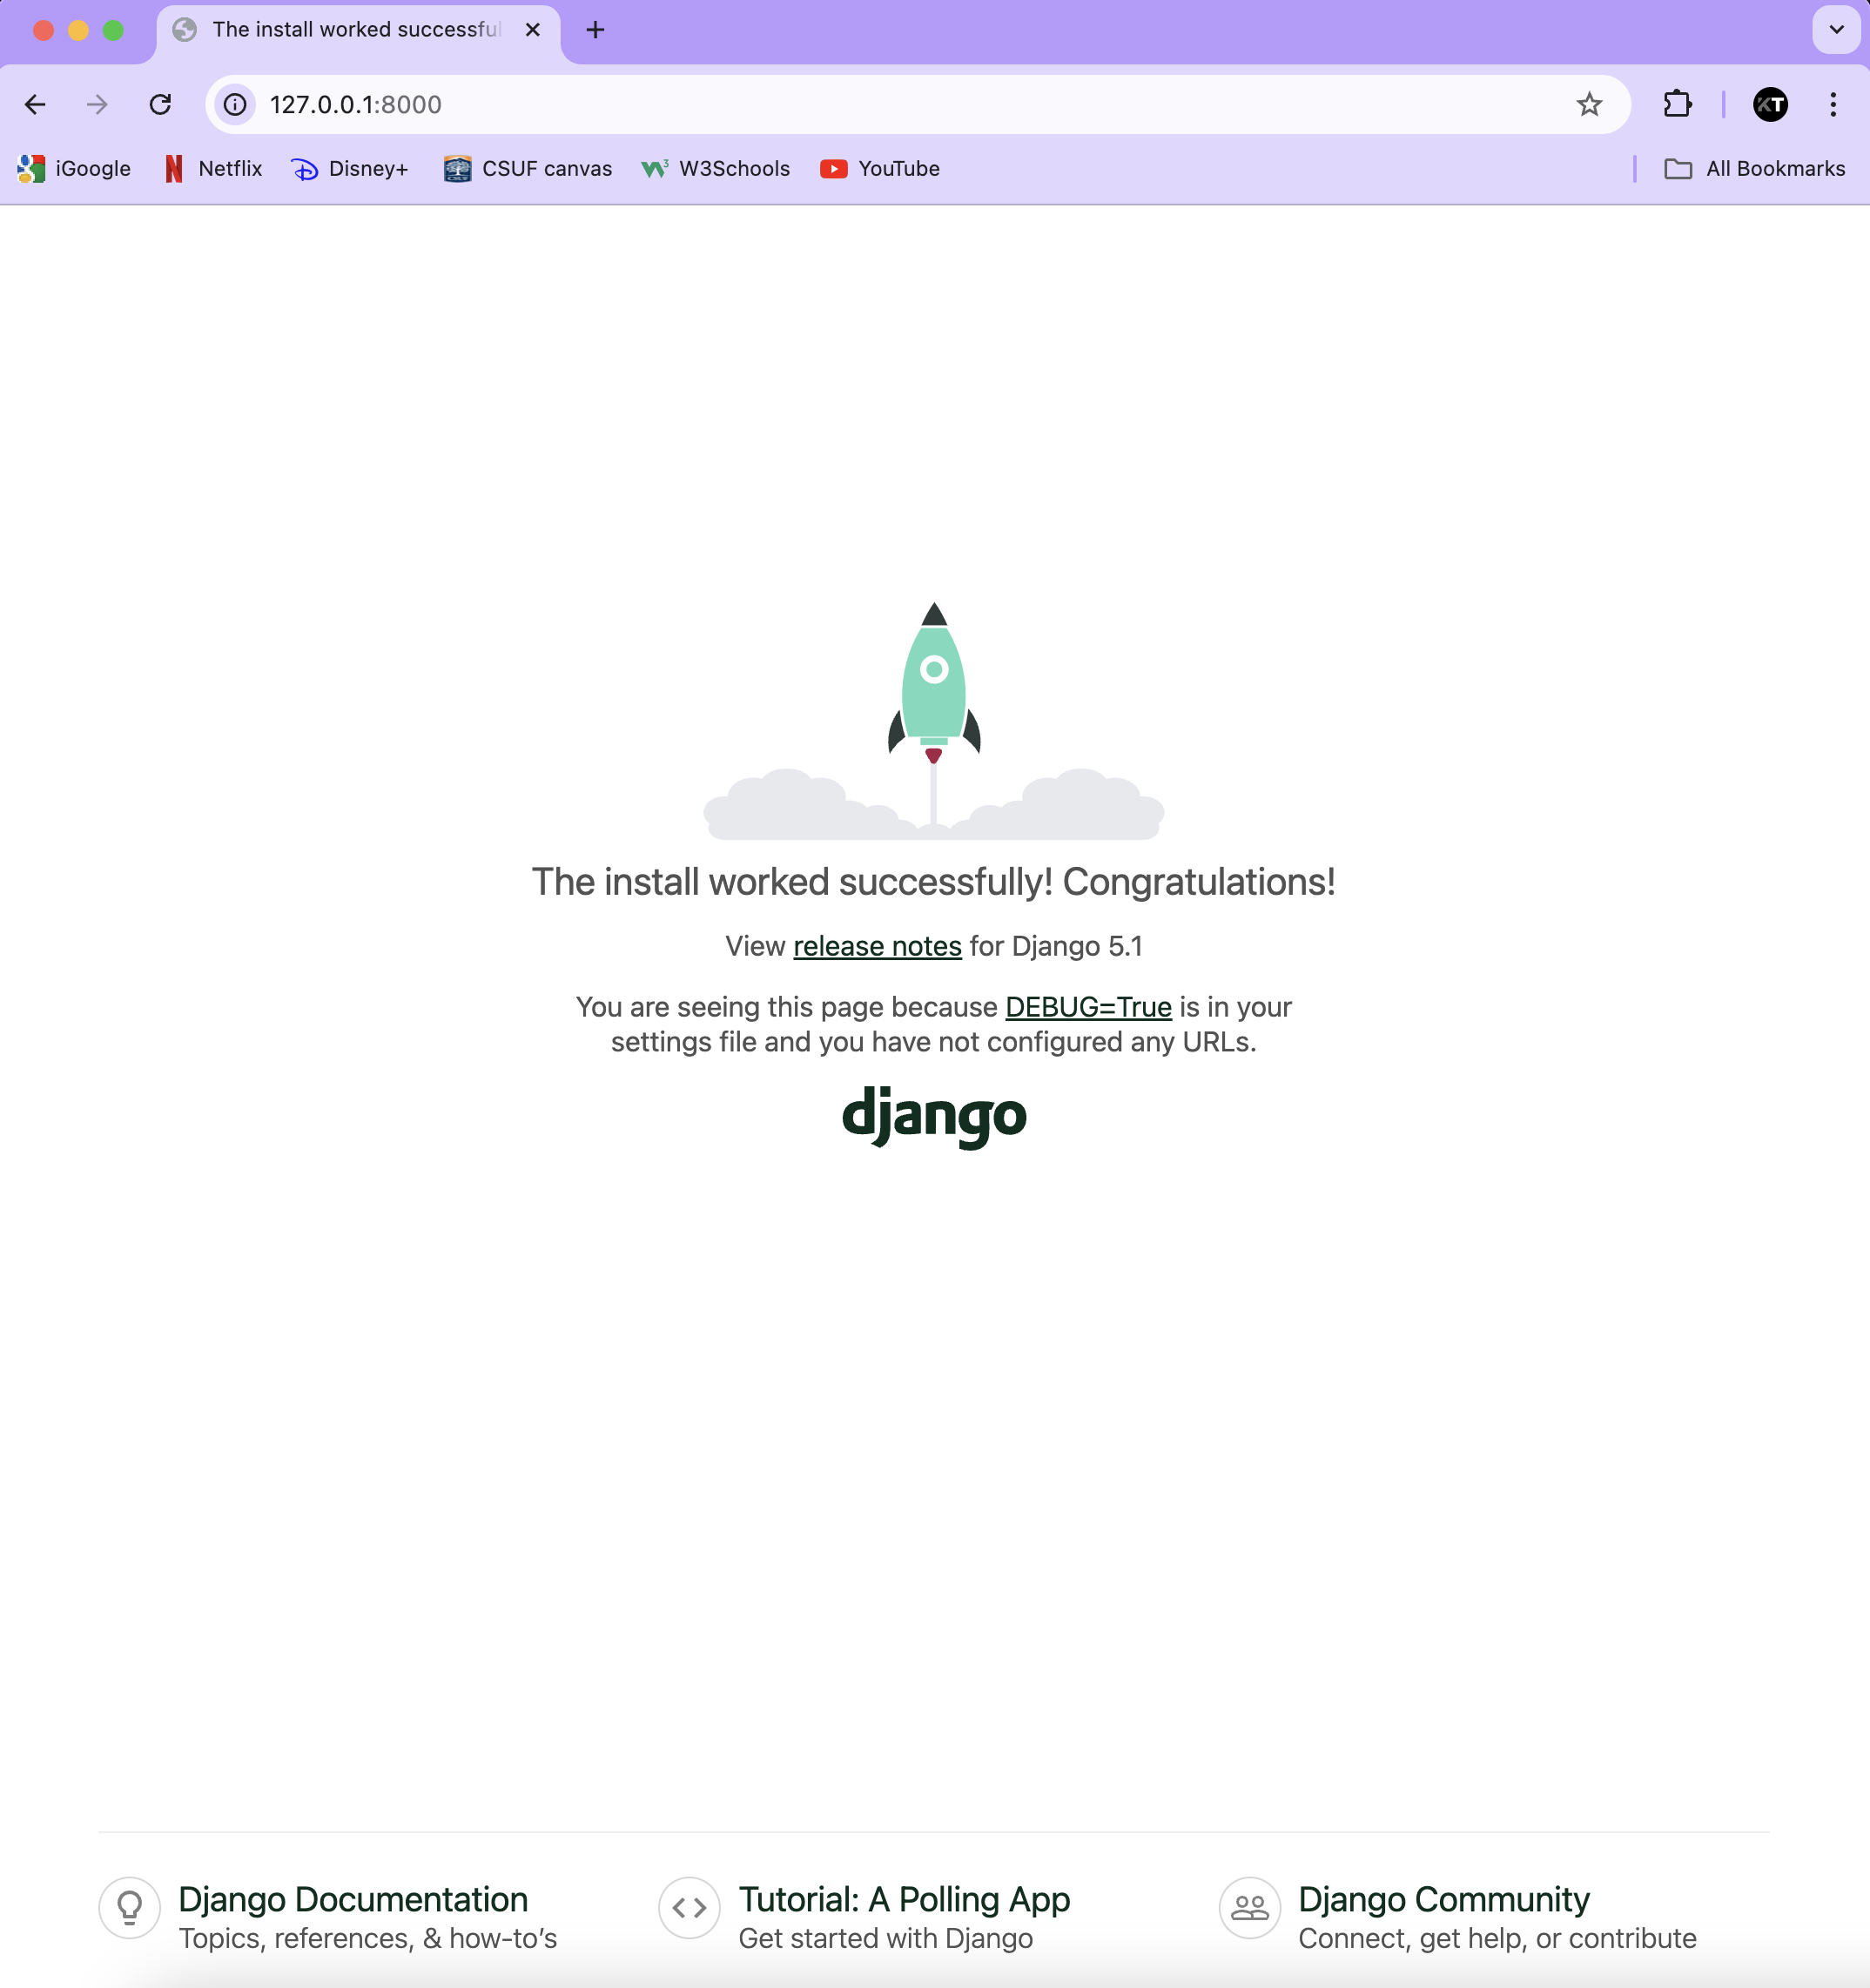 The install worked successful
127.0.0.1:8000
KT
iGoogle Netflix Disney+ CSUF canvas W3Schools YouTube All Bookmarks
The install worked successfully! Congratulations!
View release notes for Django 5.1
You are seeing this page because DEBUG=True is in your
settings file and you have not configured any URLs.
django
Django Documentation
Topics, references, & how-to’s
Tutorial: A Polling App
Get started with Django
Django Community
Connect, get help, or contribute